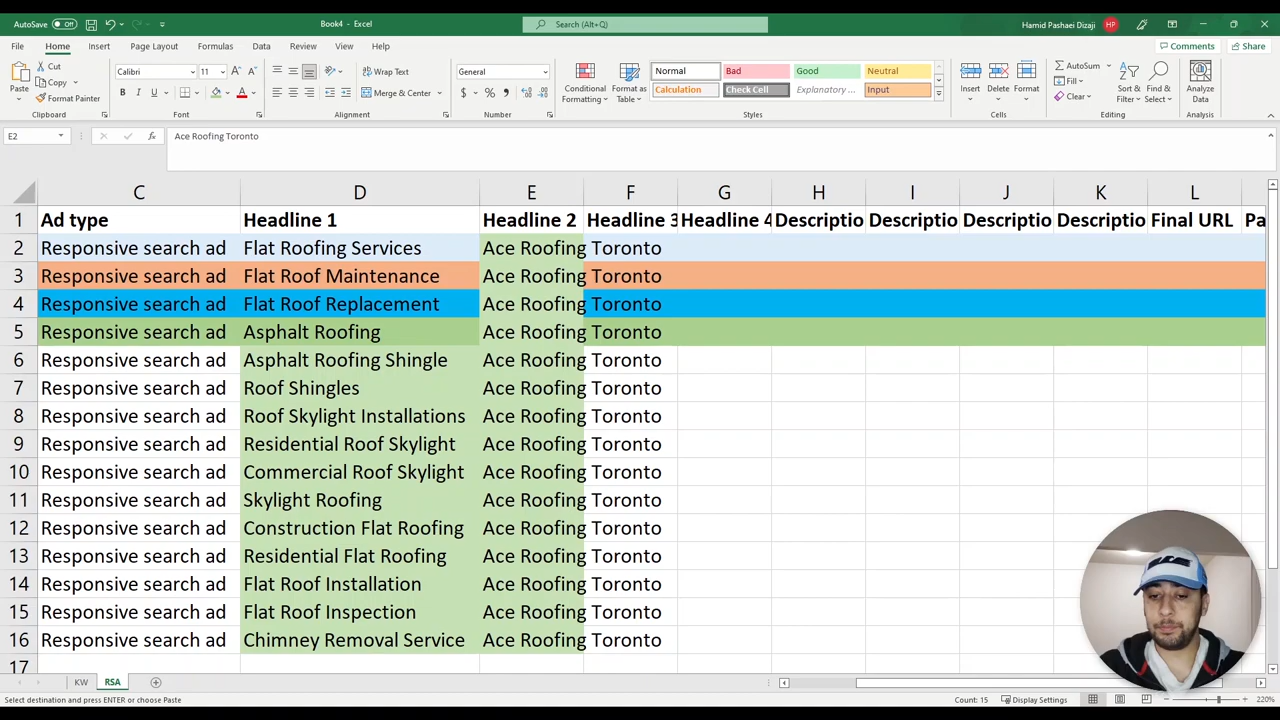 AutoSave Off
Book4 - Excel
Search (Alt+Q)
Hamid Pashaei Dizaji HP
File Home Insert Page Layout Formulas Data Review View Help
Comments Share
Paste
Cut
Copy
Format Painter
Clipboard
Calibri 11
B I U
Font
Wrap Text
Merge & Center
Alignment
General
$ % ,
Number
Conditional Formatting
Format as Table
Normal Bad Good Neutral
Calculation Check Cell Explanatory ... Input
Styles
Insert Delete Format
Cells
AutoSum
Fill
Clear
Sort & Filter
Find & Select
Editing
Analyze Data
Analysis
E2 fx Ace Roofing Toronto
C D E F G H I J K L
1 Ad type Headline 1 Headline 2 Headline 3 Headline 4 Descriptio Descriptio Descriptio Descriptio Final URL Pa
2 Responsive search ad Flat Roofing Services Ace Roofing Toronto
3 Responsive search ad Flat Roof Maintenance Ace Roofing Toronto
4 Responsive search ad Flat Roof Replacement Ace Roofing Toronto
5 Responsive search ad Asphalt Roofing Ace Roofing Toronto
6 Responsive search ad Asphalt Roofing Shingle Ace Roofing Toronto
7 Responsive search ad Roof Shingles Ace Roofing Toronto
8 Responsive search ad Roof Skylight Installations Ace Roofing Toronto
9 Responsive search ad Residential Roof Skylight Ace Roofing Toronto
10 Responsive search ad Commercial Roof Skylight Ace Roofing Toronto
11 Responsive search ad Skylight Roofing Ace Roofing Toronto
12 Responsive search ad Construction Flat Roofing Ace Roofing Toronto
13 Responsive search ad Residential Flat Roofing Ace Roofing Toronto
14 Responsive search ad Flat Roof Installation Ace Roofing Toronto
15 Responsive search ad Flat Roof Inspection Ace Roofing Toronto
16 Responsive search ad Chimney Removal Service Ace Roofing Toronto
17
KW RSA
Select destination and press ENTER or choose Paste
Count: 15 Display Settings 220%